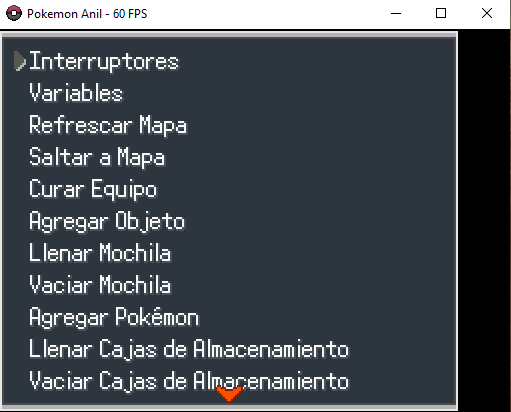 Pokemon Anil - 60 FPS
Interruptores
Variables
Refrescar Mapa
Saltar a Mapa
Curar Equipo
Agregar Objeto
Llenar Mochila
Vaciar Mochila
Agregar Pokémon
Llenar Cajas de Almacenamiento
Vaciar Cajas de Almacenamiento